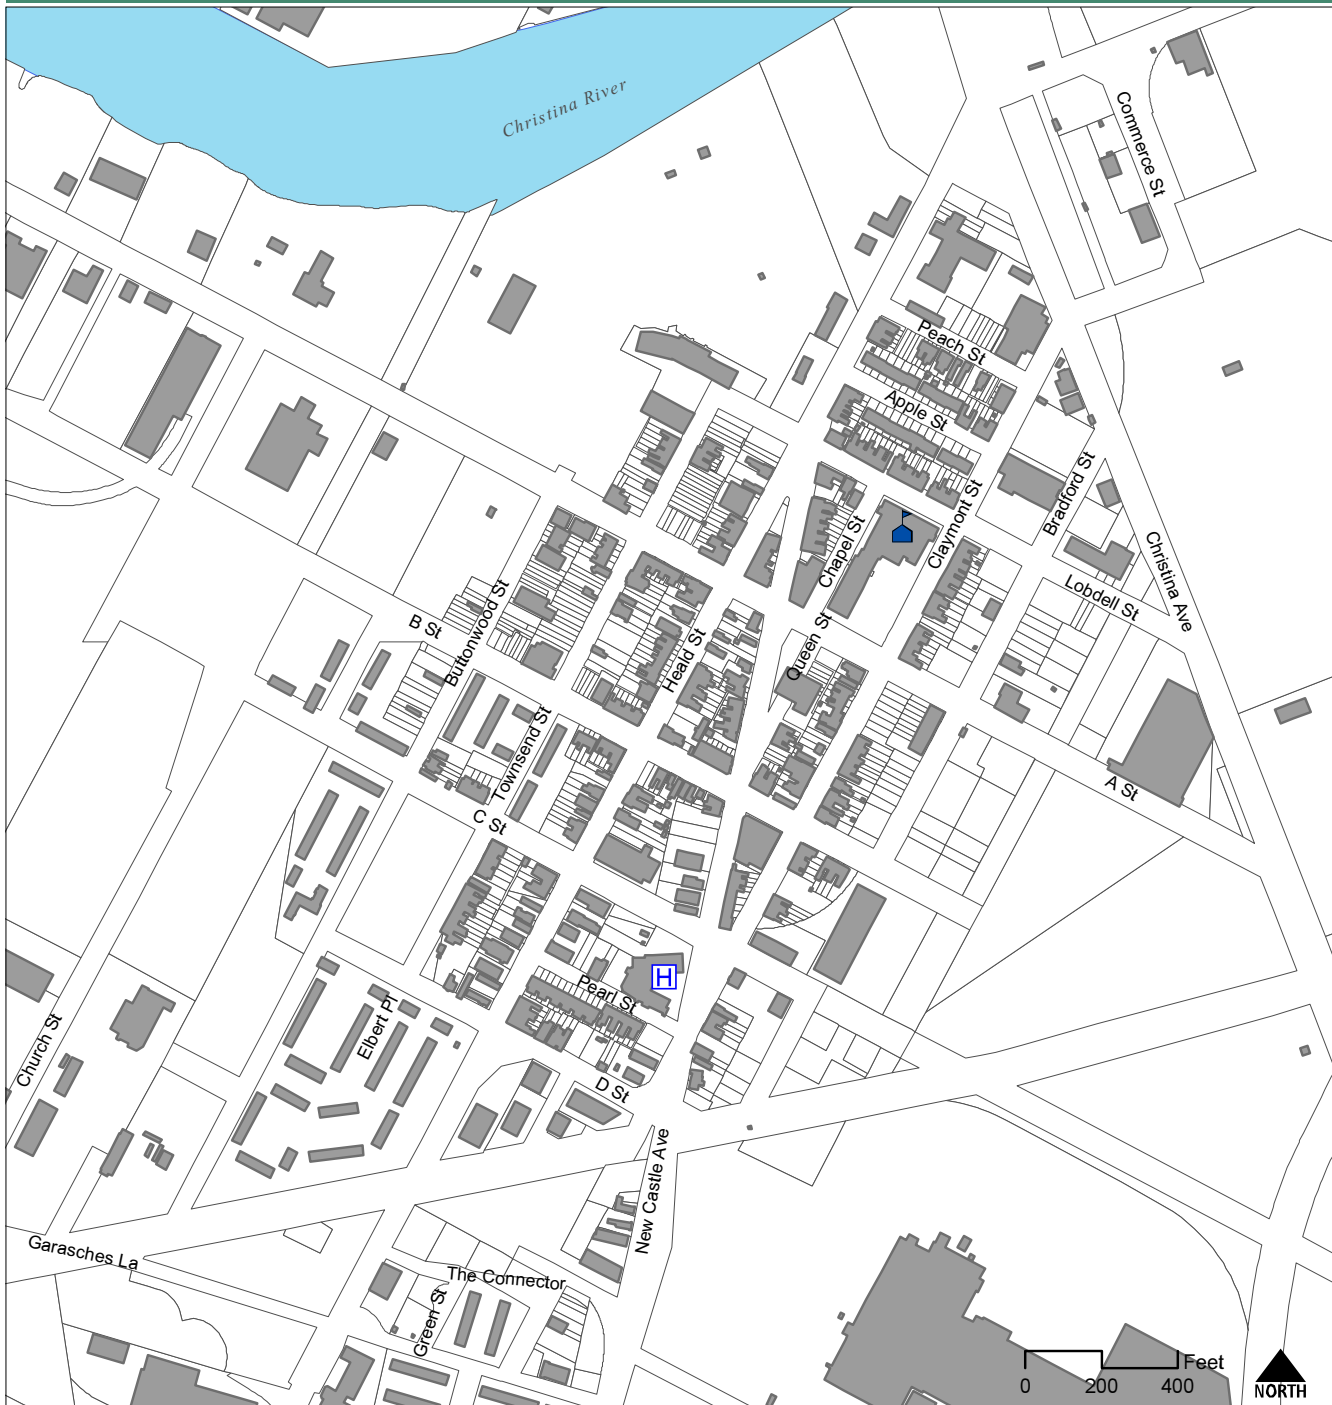 Christina River
Commerce St
Peach St
Apple St
Bradford St
Claymont St
Chapel St
Christina Ave
Lobdell St
Buttonwood St
B St
Heald St
Queen St
Townsend St
A St
C St
Pearl St
H
Elbert Pl
Church St
D St
New Castle Ave
Garasches La
The Connector
Green St
Feet
0 200 400
NORTH